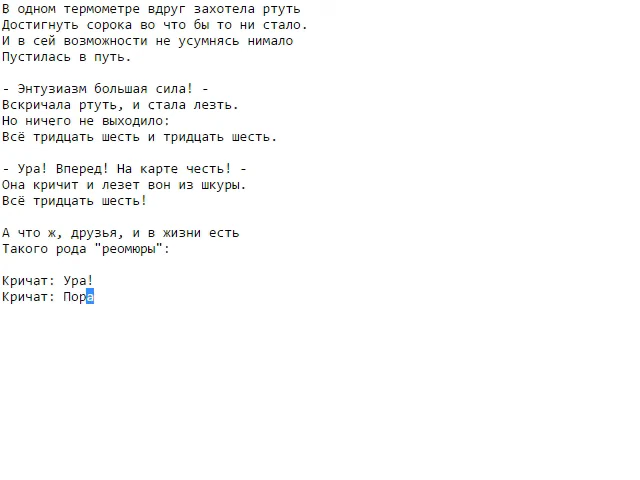 В одном термометре вдруг захотела ртуть
Достигнуть сорока во что бы то ни стало.
И в сей возможности не усумнясь нимало
Пустилась в путь.

- Энтузиазм большая сила! -
Вскричала ртуть, и стала лезть.
Но ничего не выходило:
Всё тридцать шесть и тридцать шесть.

- Ура! Вперед! На карте честь! -
Она кричит и лезет вон из шкуры.
Всё тридцать шесть!

А что ж, друзья, и в жизни есть
Такого рода "реомюры":

Кричат: Ура!
Кричат: Пора